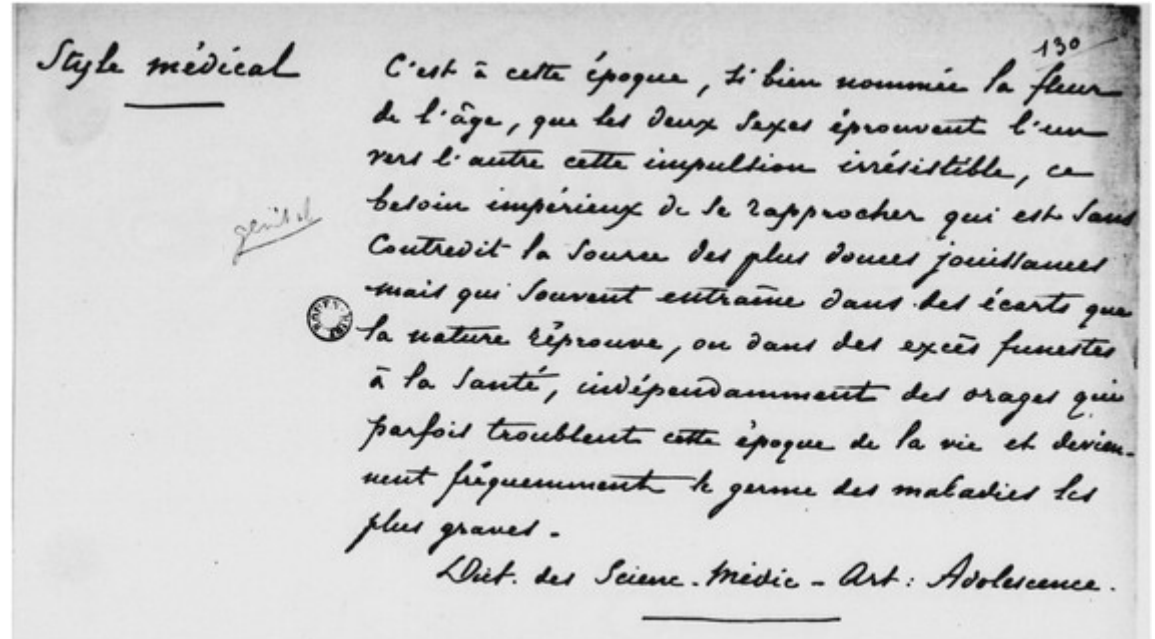 130
Style médical
C'est à cette époque, si bien nommée la fleur
de l'âge, que les deux sexes éprouvent l'un
vers l'autre cette impulsion irrésistible, ce
besoin impérieux de se rapprocher qui est sans
contredit la source des plus douces jouissances
mais qui souvent entraîne dans des écarts que
la nature réprouve, ou dans des excès funestes
à la santé, indépendamment des orages qui
parfois troublent cette époque de la vie et devien-
nent fréquemment le germe des maladies les
plus graves.
Dict. des Scienc. Médic - Art : Adolescence.